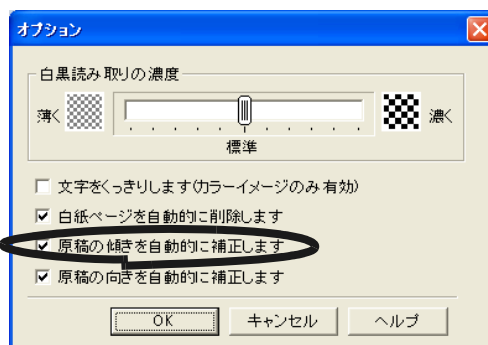 オプション
白黒読み取りの濃度
薄く 濃く
標準
文字をくっきりします(カラーイメージのみ有効)
白紙ページを自動的に削除します
原稿の傾きを自動的に補正します
原稿の向きを自動的に補正します
OK キャンセル ヘルプ